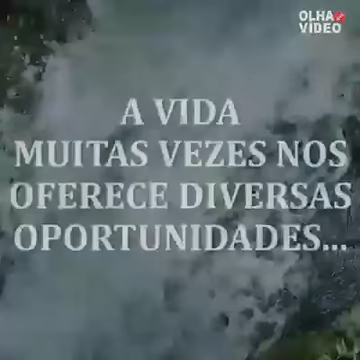 OLHA
VIDEO
A VIDA
MUITAS VEZES NOS
OFERECE DIVERSAS
OPORTUNIDADES...